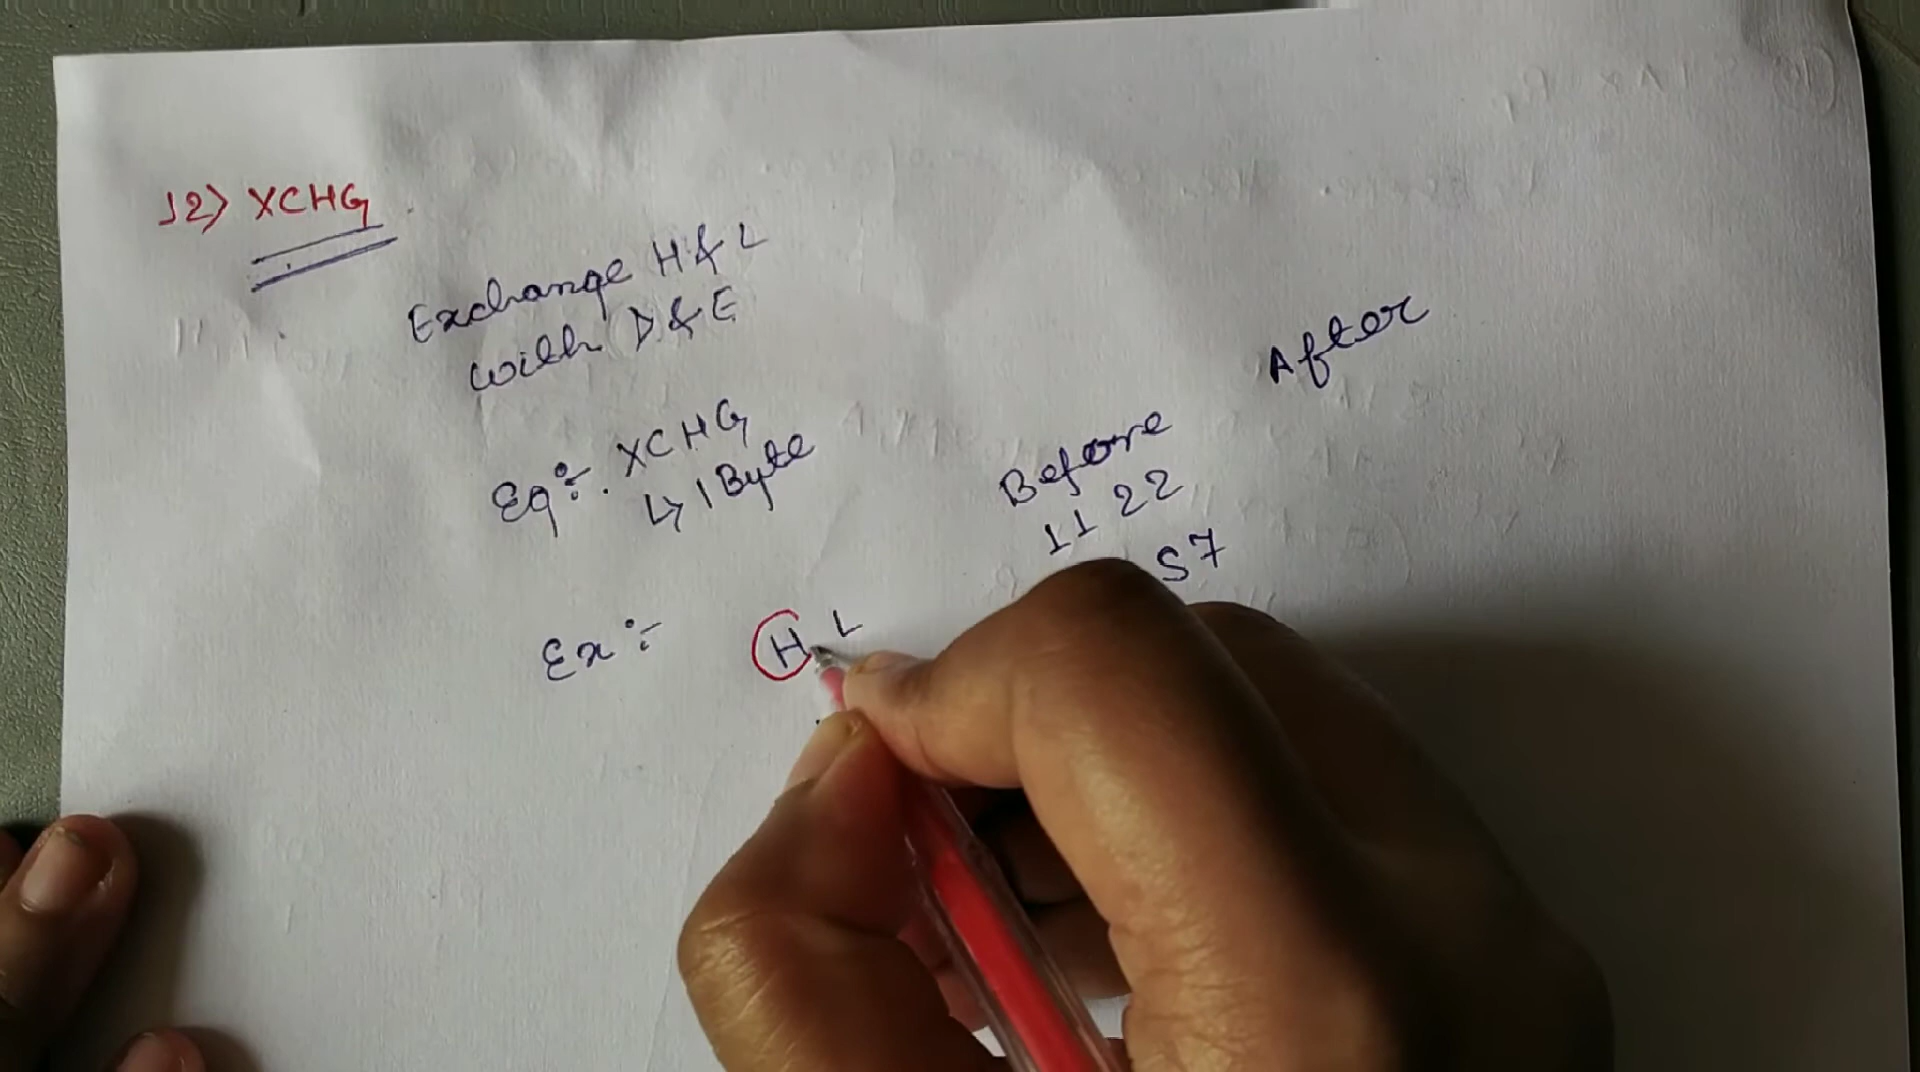 12) XCHG
Exchange H & L
with D & E
Eg:- XCHG
↳ 1 Byte
Before
After
11 22
57
Ex:- H L